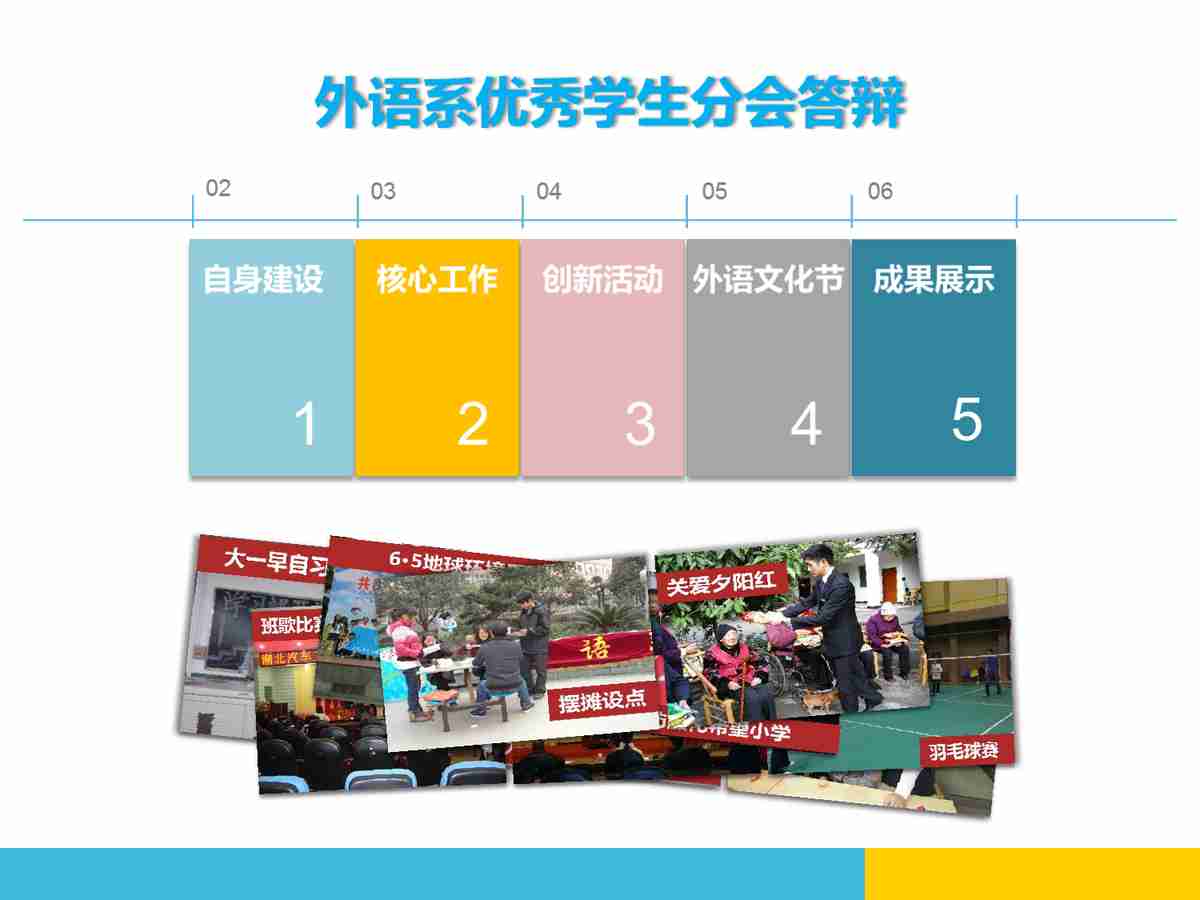 外语系优秀学生分会答辩
02
03
04
05
06
自身建设
核心工作
创新活动
外语文化节
成果展示
1
2
3
4
5
大一早自习
6·5地球环境
共
班歌比赛
湖北汽车
语
摆摊设点
关爱夕阳红
希望小学
羽毛球赛